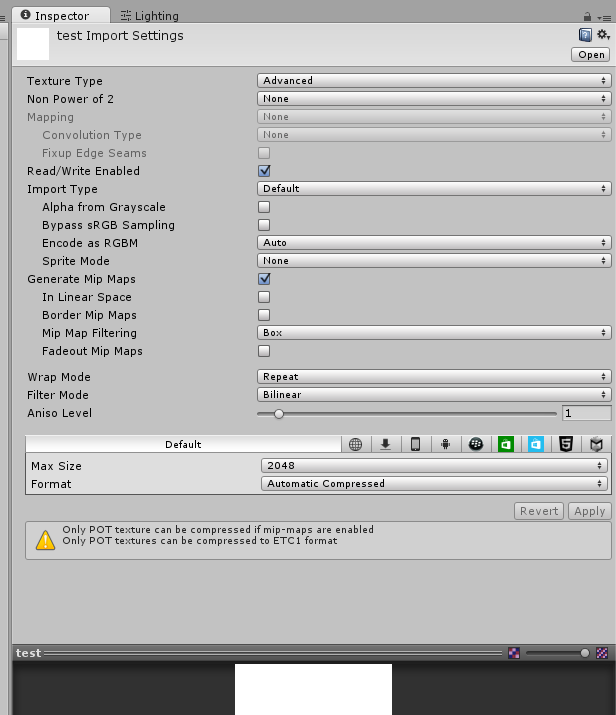 Inspector Lighting
test Import Settings
Open
Texture Type Advanced
Non Power of 2 None
Mapping None
Convolution Type None
Fixup Edge Seams
Read/Write Enabled
Import Type Default
Alpha from Grayscale
Bypass sRGB Sampling
Encode as RGBM Auto
Sprite Mode None
Generate Mip Maps
In Linear Space
Border Mip Maps
Mip Map Filtering Box
Fadeout Mip Maps
Wrap Mode Repeat
Filter Mode Bilinear
Aniso Level 1
Default
Max Size 2048
Format Automatic Compressed
Revert Apply
Only POT texture can be compressed if mip-maps are enabled
Only POT textures can be compressed to ETC1 format
test